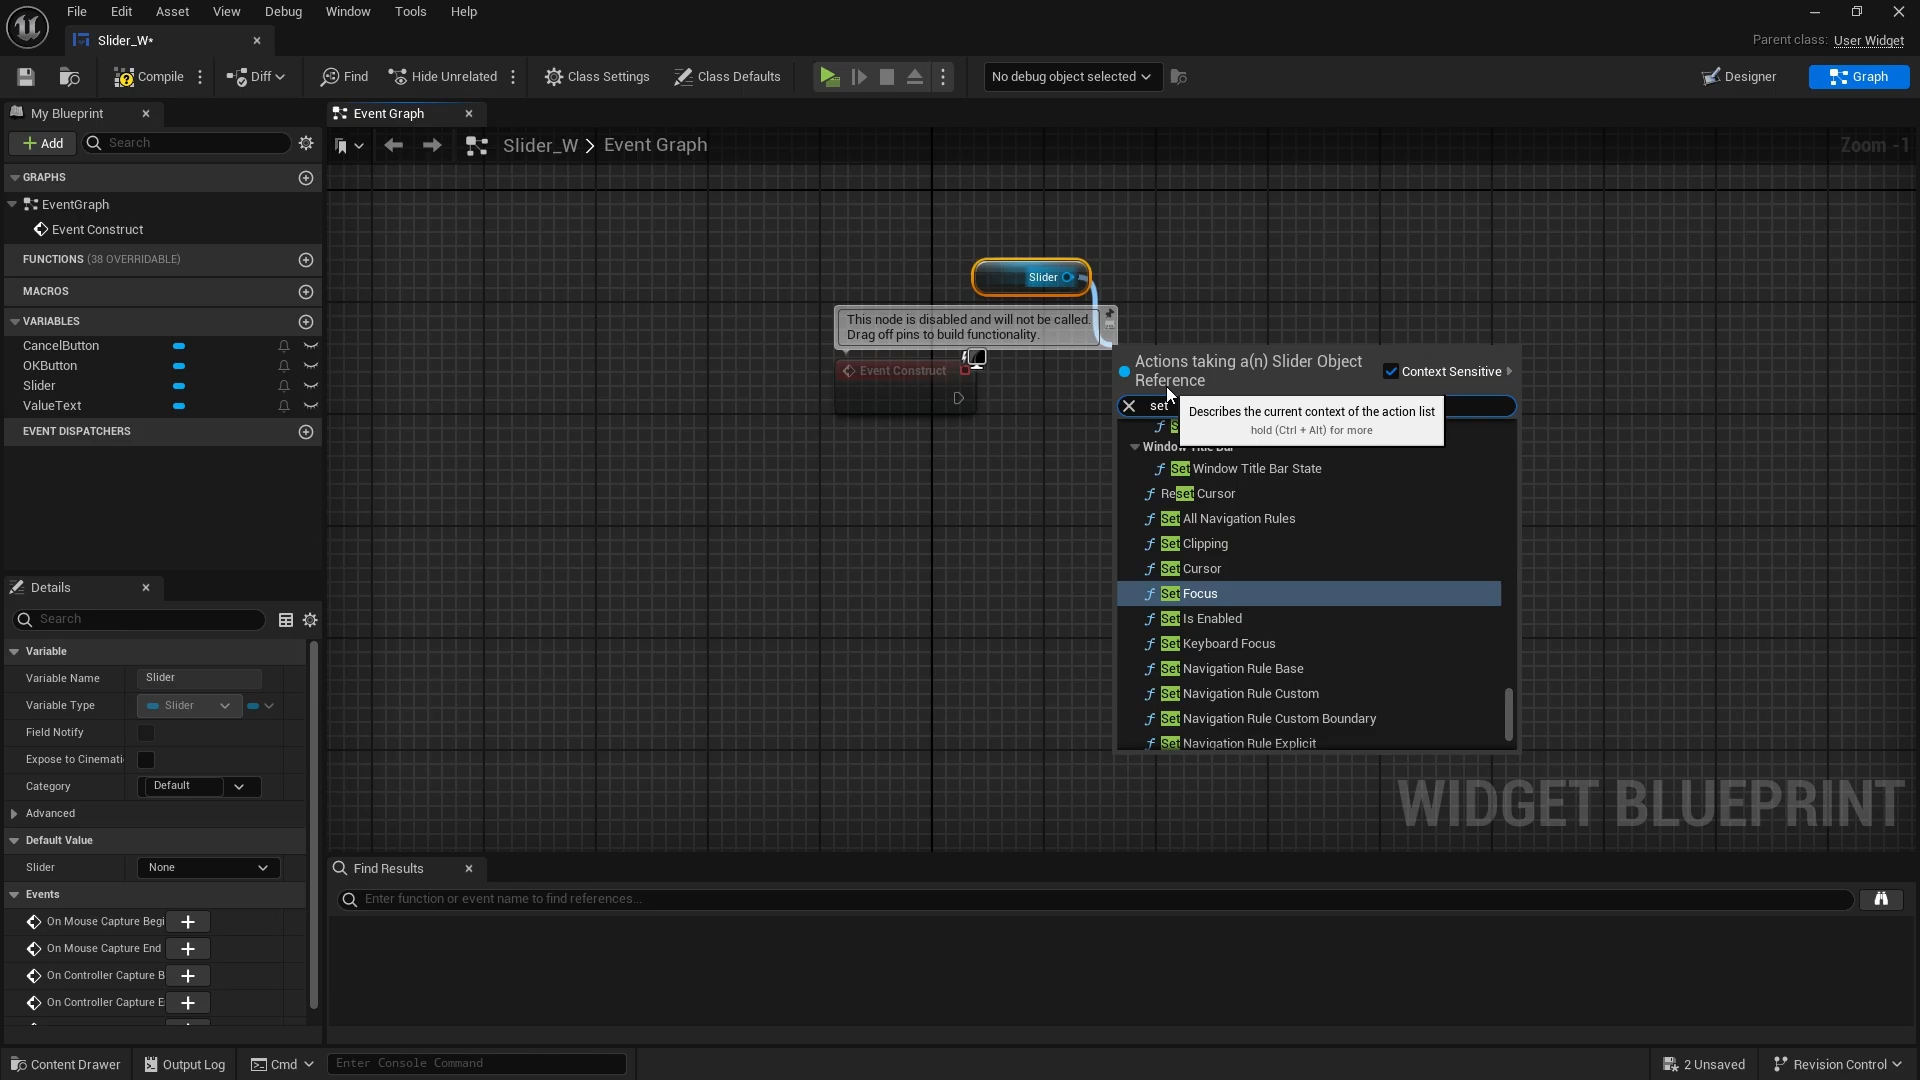 File Edit Asset View Debug Window Tools Help
Slider_W*
Parent class: User Widget
Compile Diff Find Hide Unrelated Class Settings Class Defaults No debug object selected Designer Graph
My Blueprint
Event Graph
Add Search
Slider_W > Event Graph
Zoom -1
GRAPHS
EventGraph
Event Construct
FUNCTIONS (38 OVERRIDABLE)
MACROS
VARIABLES
CancelButton
OKButton
Slider
ValueText
EVENT DISPATCHERS
Slider
This node is disabled and will not be called.
Drag off pins to build functionality.
Event Construct
Actions taking a(n) Slider Object
Reference
Context Sensitive
set
Describes the current context of the action list
hold (Ctrl + Alt) for more
Set Window Title Bar State
Reset Cursor
Set All Navigation Rules
Set Clipping
Set Cursor
Set Focus
Set Is Enabled
Set Keyboard Focus
Set Navigation Rule Base
Set Navigation Rule Custom
Set Navigation Rule Custom Boundary
Set Navigation Rule Explicit
WIDGET BLUEPRINT
Details
Search
Variable
Variable Name Slider
Variable Type Slider
Field Notify
Expose to Cinemati
Category Default
Advanced
Default Value
Slider None
Events
On Mouse Capture Begi
On Mouse Capture End
On Controller Capture B
On Controller Capture E
Find Results
Enter function or event name to find references...
Content Drawer Output Log Cmd Enter Console Command 2 Unsaved Revision Control